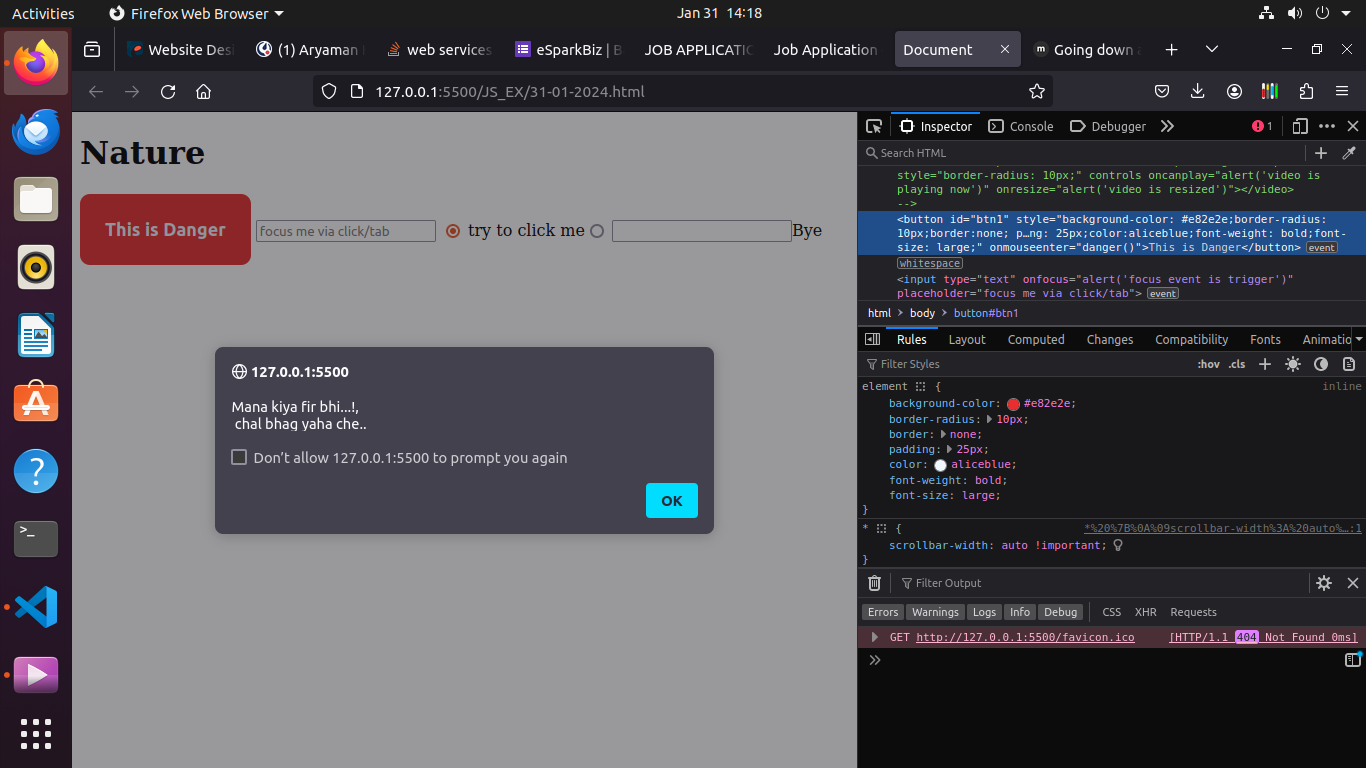 Activities
Firefox Web Browser
Jan 31 14:18
Website Desi
(1) Aryaman
web services
eSparkBiz | B
JOB APPLICATIO
Job Application
Document
Going down a
127.0.0.1:5500/JS_EX/31-01-2024.html
Nature
This is Danger
focus me via click/tab
try to click me
Bye
127.0.0.1:5500
Mana kiya fir bhi...!,
chal bhag yaha che..
Don't allow 127.0.0.1:5500 to prompt you again
OK
Inspector
Console
Debugger
1
Search HTML
style="border-radius: 10px;" controls oncanplay="alert('video is
playing now')" onresize="alert('video is resized')"></video>
-->
<button id="btn1" style="background-color: #e82e2e;border-radius:
10px;border:none; p…ng: 25px;color:aliceblue;font-weight: bold;font-
size: large;" onmouseenter="danger()">This is Danger</button> event
whitespace
<input type="text" onfocus="alert('focus event is trigger')"
placeholder="focus me via click/tab"> event
html > body > button#btn1
Rules
Layout
Computed
Changes
Compatibility
Fonts
Animatio
Filter Styles
:hov .cls
element { inline
background-color: #e82e2e;
border-radius: 10px;
border: none;
padding: 25px;
color: aliceblue;
font-weight: bold;
font-size: large;
}
* { *%20%7B%0A%09scrollbar-width%3A%20auto%…:1
scrollbar-width: auto !important;
}
Filter Output
Errors
Warnings
Logs
Info
Debug
CSS
XHR
Requests
GET http://127.0.0.1:5500/favicon.ico [HTTP/1.1 404 Not Found 0ms]